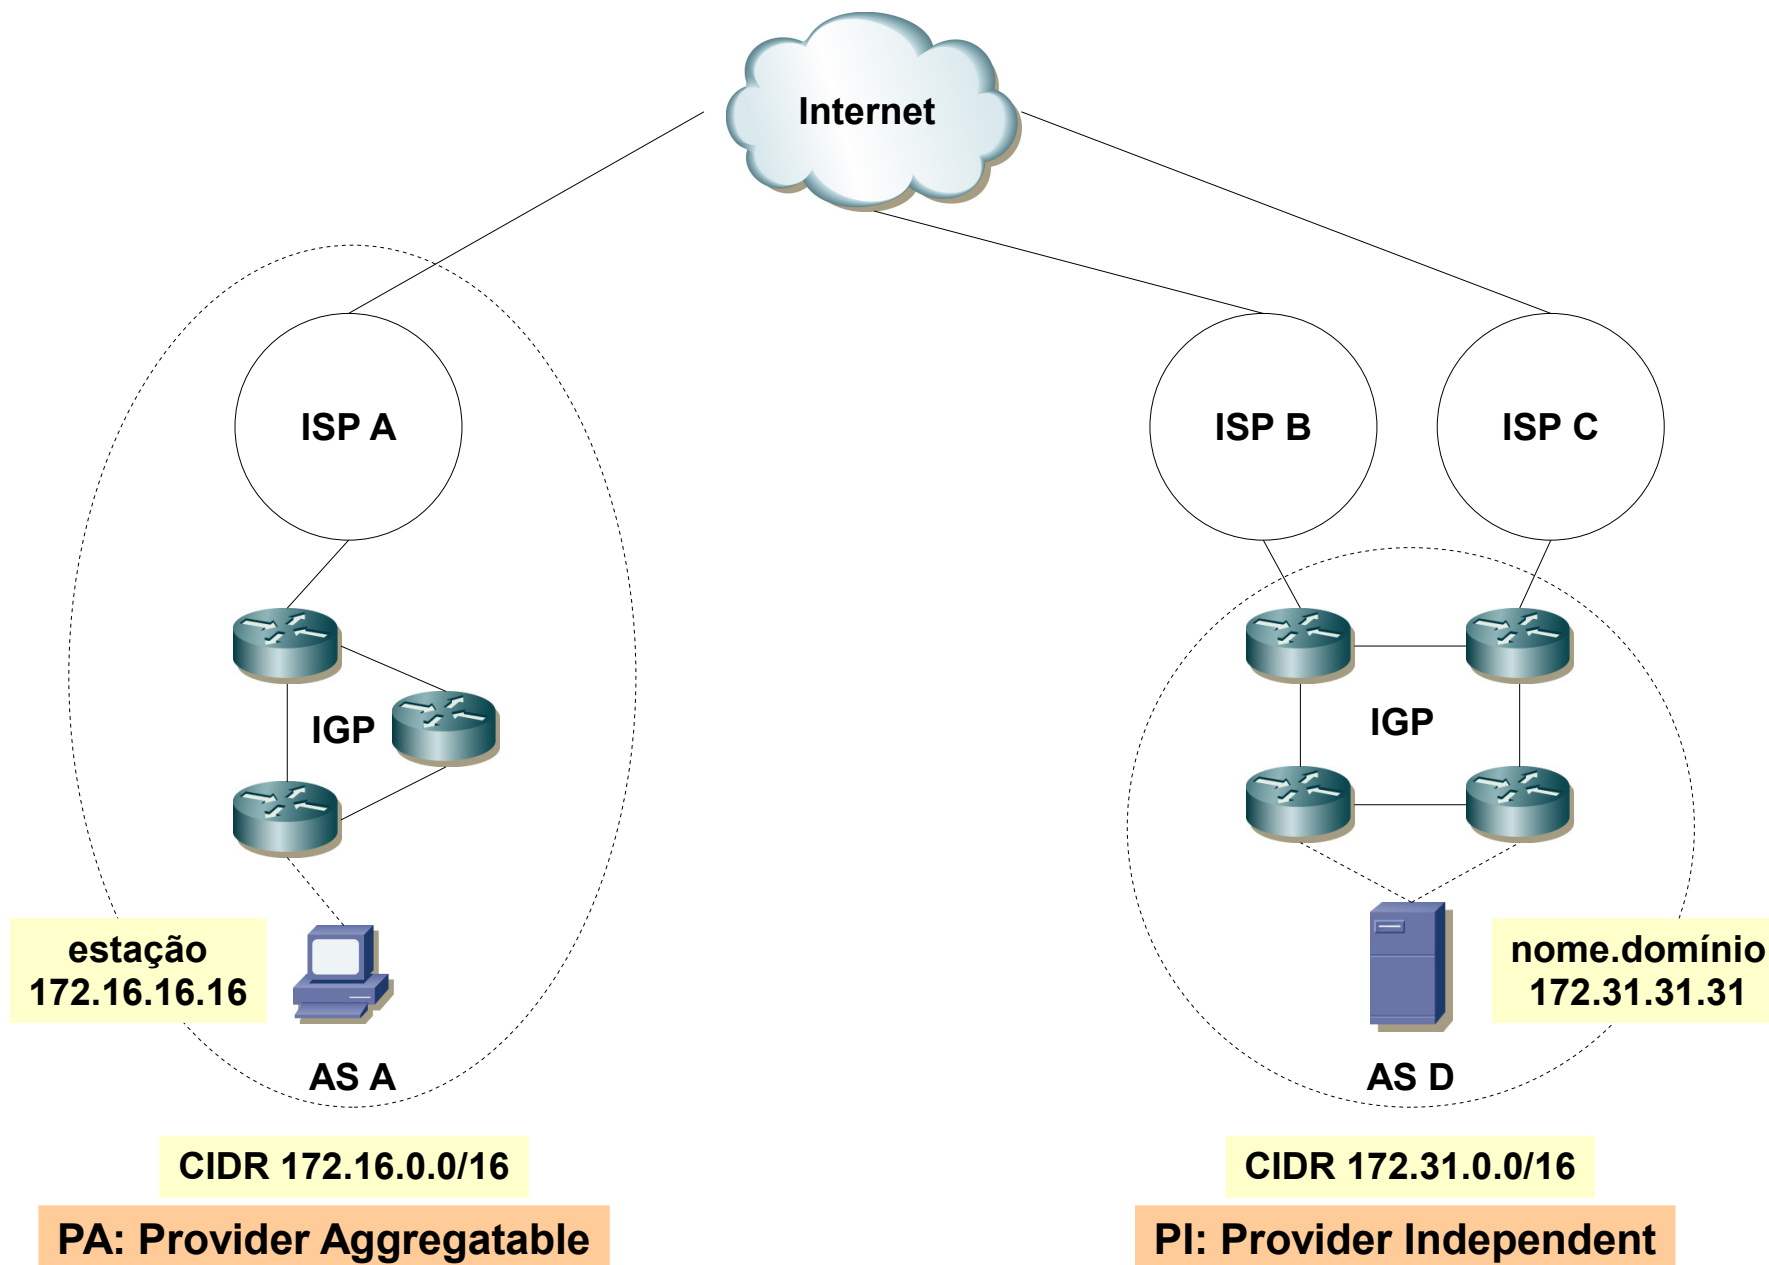 Internet
ISP A
ISP B
ISP C
IGP
IGP
estação
172.16.16.16
nome.domínio
172.31.31.31
AS A
AS D
CIDR 172.16.0.0/16
CIDR 172.31.0.0/16
PA: Provider Aggregatable
PI: Provider Independent